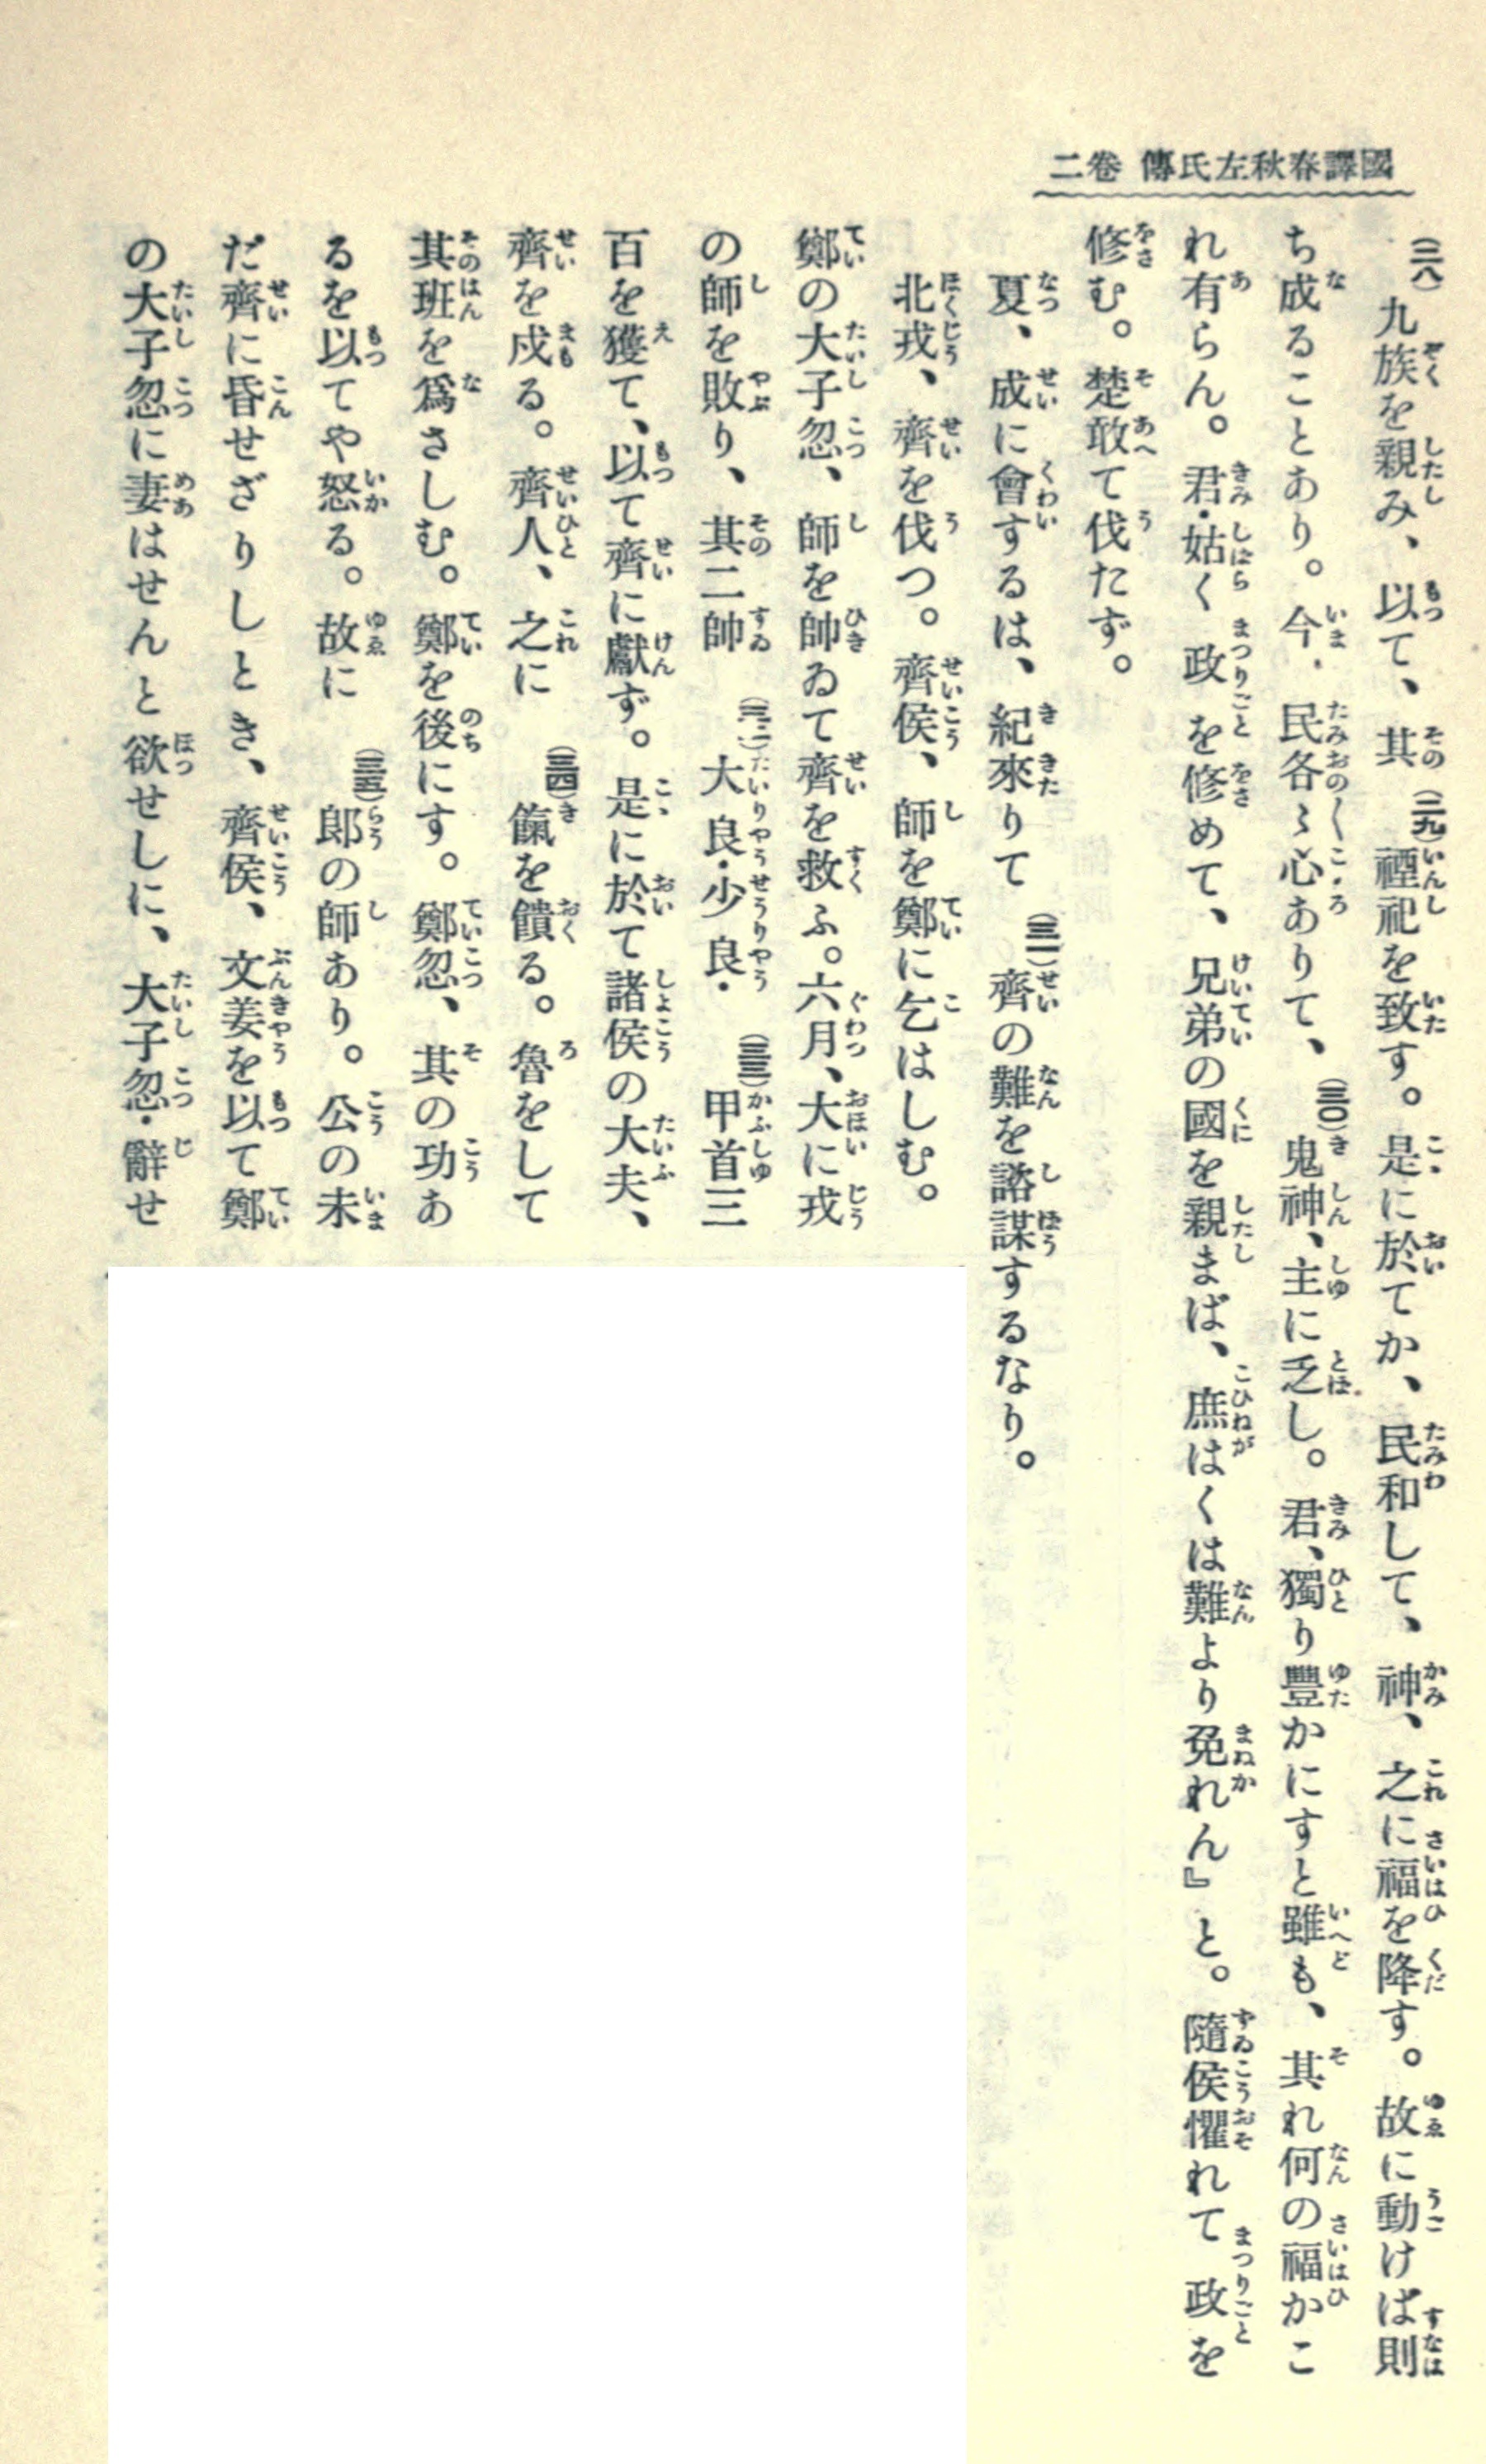 國譯春秋左氏傳 卷二
(二八)九族を親み、以て、其(二九)禋祀を致す。是に於てか、民和して、神、之に福を降す。故に動けば則
ち成ることあり。今・民各〻心ありて、(三〇)鬼神、主に乏し。君、獨り豐かにすと雖も、其れ何の福かこ
れ有らん。君・姑く政を修めて、兄弟の國を親まば、庶はくは難より免れん』と。隨侯懼れて政を
修む。楚敢て伐たず。
夏、成に會するは、紀來りて(三一)齊の難を諮謀するなり。
北戎、齊を伐つ。齊侯、師を鄭に乞はしむ。
鄭の大子忽、師を帥ゐて齊を救ふ。六月、大に戎
の師を敗り、其二帥(三二)大良・少良・(三三)甲首三
百を獲て、以て齊に獻ず。是に於て諸侯の大夫、
齊を戍る。齊人、之に(三四)餼を饋る。魯をして
其班を爲さしむ。鄭を後にす。鄭忽、其の功あ
るを以てや怒る。故に(三五)郎の師あり。公の未
だ齊に昏せざりしとき、齊侯、文姜を以て鄭
の大子忽に妻はせんと欲せしに、大子忽・辭せ